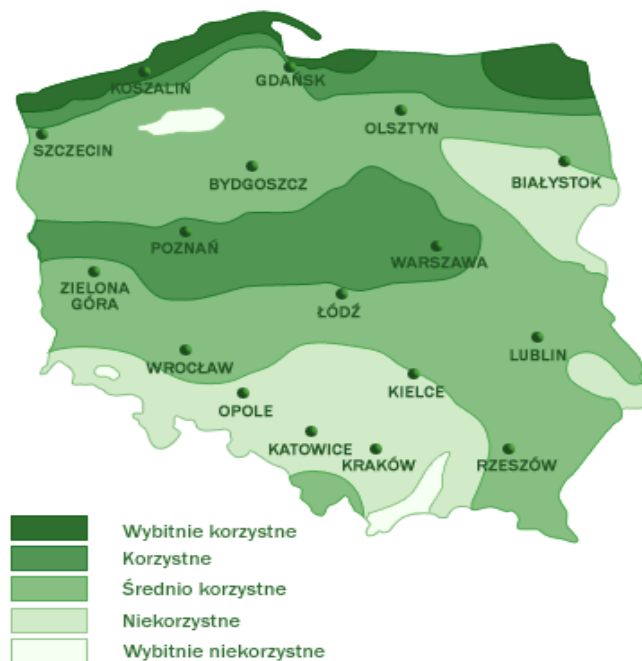 KOSZALIN
GDAŃSK
OLSZTYN
SZCZECIN
BYDGOSZCZ
BIAŁYSTOK
POZNAŃ
WARSZAWA
ZIELONA
GÓRA
ŁÓDŹ
LUBLIN
WROCŁAW
KIELCE
OPOLE
KATOWICE
KRAKÓW
RZESZÓW
Wybitnie korzystne
Korzystne
Średnio korzystne
Niekorzystne
Wybitnie niekorzystne